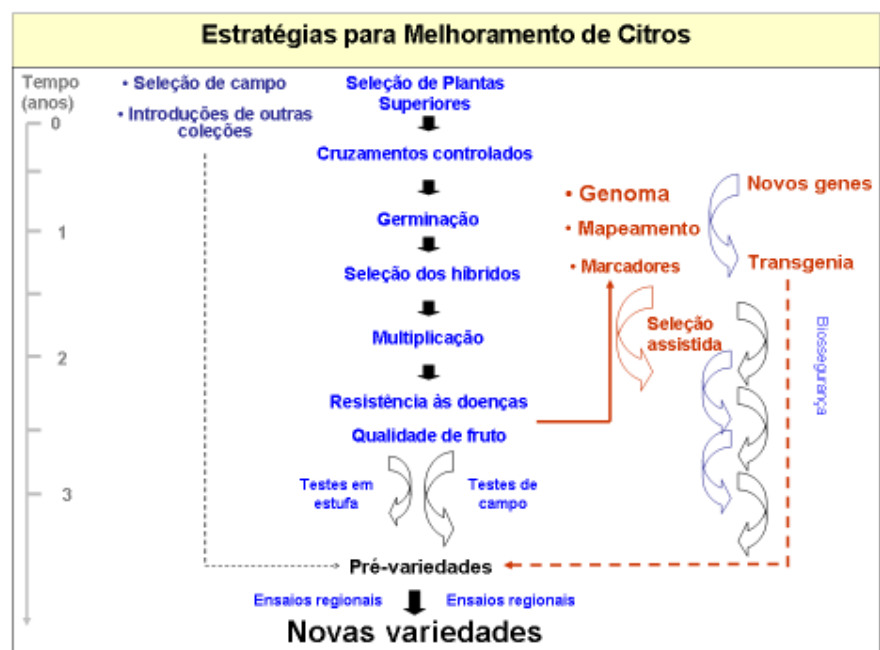 Estratégias para Melhoramento de Citros
Tempo
(anos)
0
1
2
3
• Seleção de campo
• Introduções de outras
coleções
Seleção de Plantas
Superiores
Cruzamentos controlados
Germinação
Seleção dos híbridos
Multiplicação
Resistência às doenças
Qualidade de fruto
Testes em
estufa
Testes de
campo
• Genoma
• Mapeamento
• Marcadores
Seleção
assistida
Novos genes
Transgenia
Biossegurança
Pré-variedades
Ensaios regionais
Ensaios regionais
Novas variedades